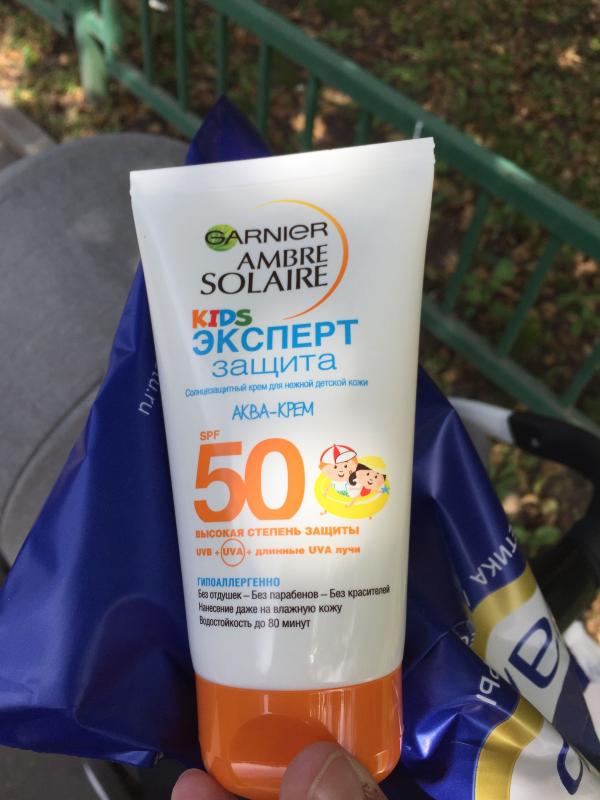 GARNIER
AMBRE
SOLAIRE
KIDS
ЭКСПЕРТ
защита
Солнцезащитный крем для нежной детской кожи
АКВА-КРЕМ
SPF
50
ВЫСОКАЯ СТЕПЕНЬ ЗАЩИТЫ
UVB + UVA + длинные UVA лучи
ГИПОАЛЛЕРГЕННО
Без отдушек – Без парабенов – Без красителей
Нанесение даже на влажную кожу
Водостойкость до 80 минут